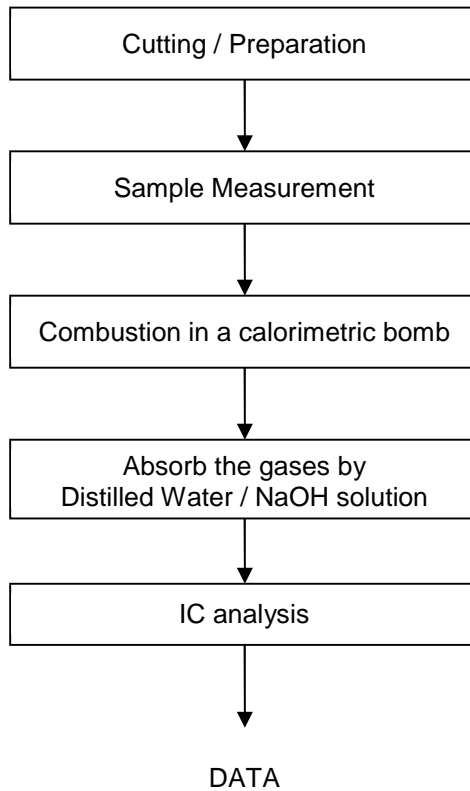 Cutting / Preparation
Sample Measurement
Combustion in a calorimetric bomb
Absorb the gases by
Distilled Water / NaOH solution
IC analysis
DATA